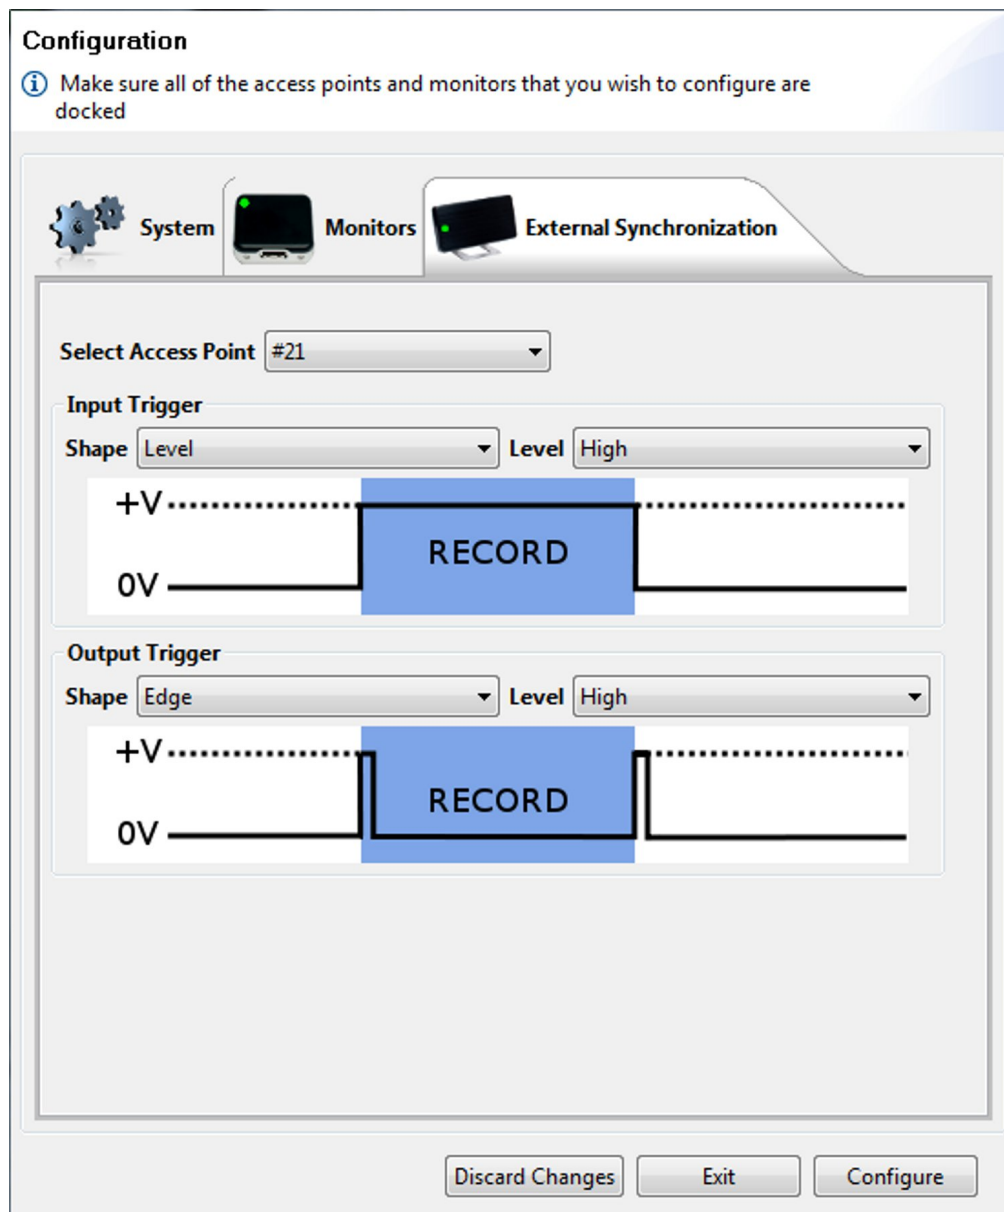 Configuration
Make sure all of the access points and monitors that you wish to configure are
docked
System
Monitors
External Synchronization
Select Access Point #21
Input Trigger
Shape Level Level High
+V
RECORD
0V
Output Trigger
Shape Edge Level High
+V
RECORD
0V
Discard Changes Exit Configure